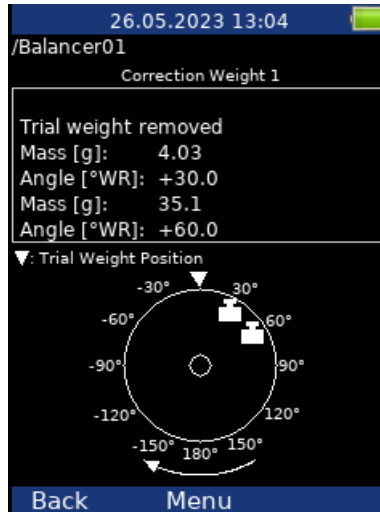 26.05.2023 13:04
/Balancer01
Correction Weight 1
Trial weight removed
Mass [g]: 4.03
Angle [°WR]: +30.0
Mass [g]: 35.1
Angle [°WR]: +60.0
▼: Trial Weight Position
-30° 30°
-60° 60°
-90° 90°
-120° 120°
-150° 180° 150°
Back Menu